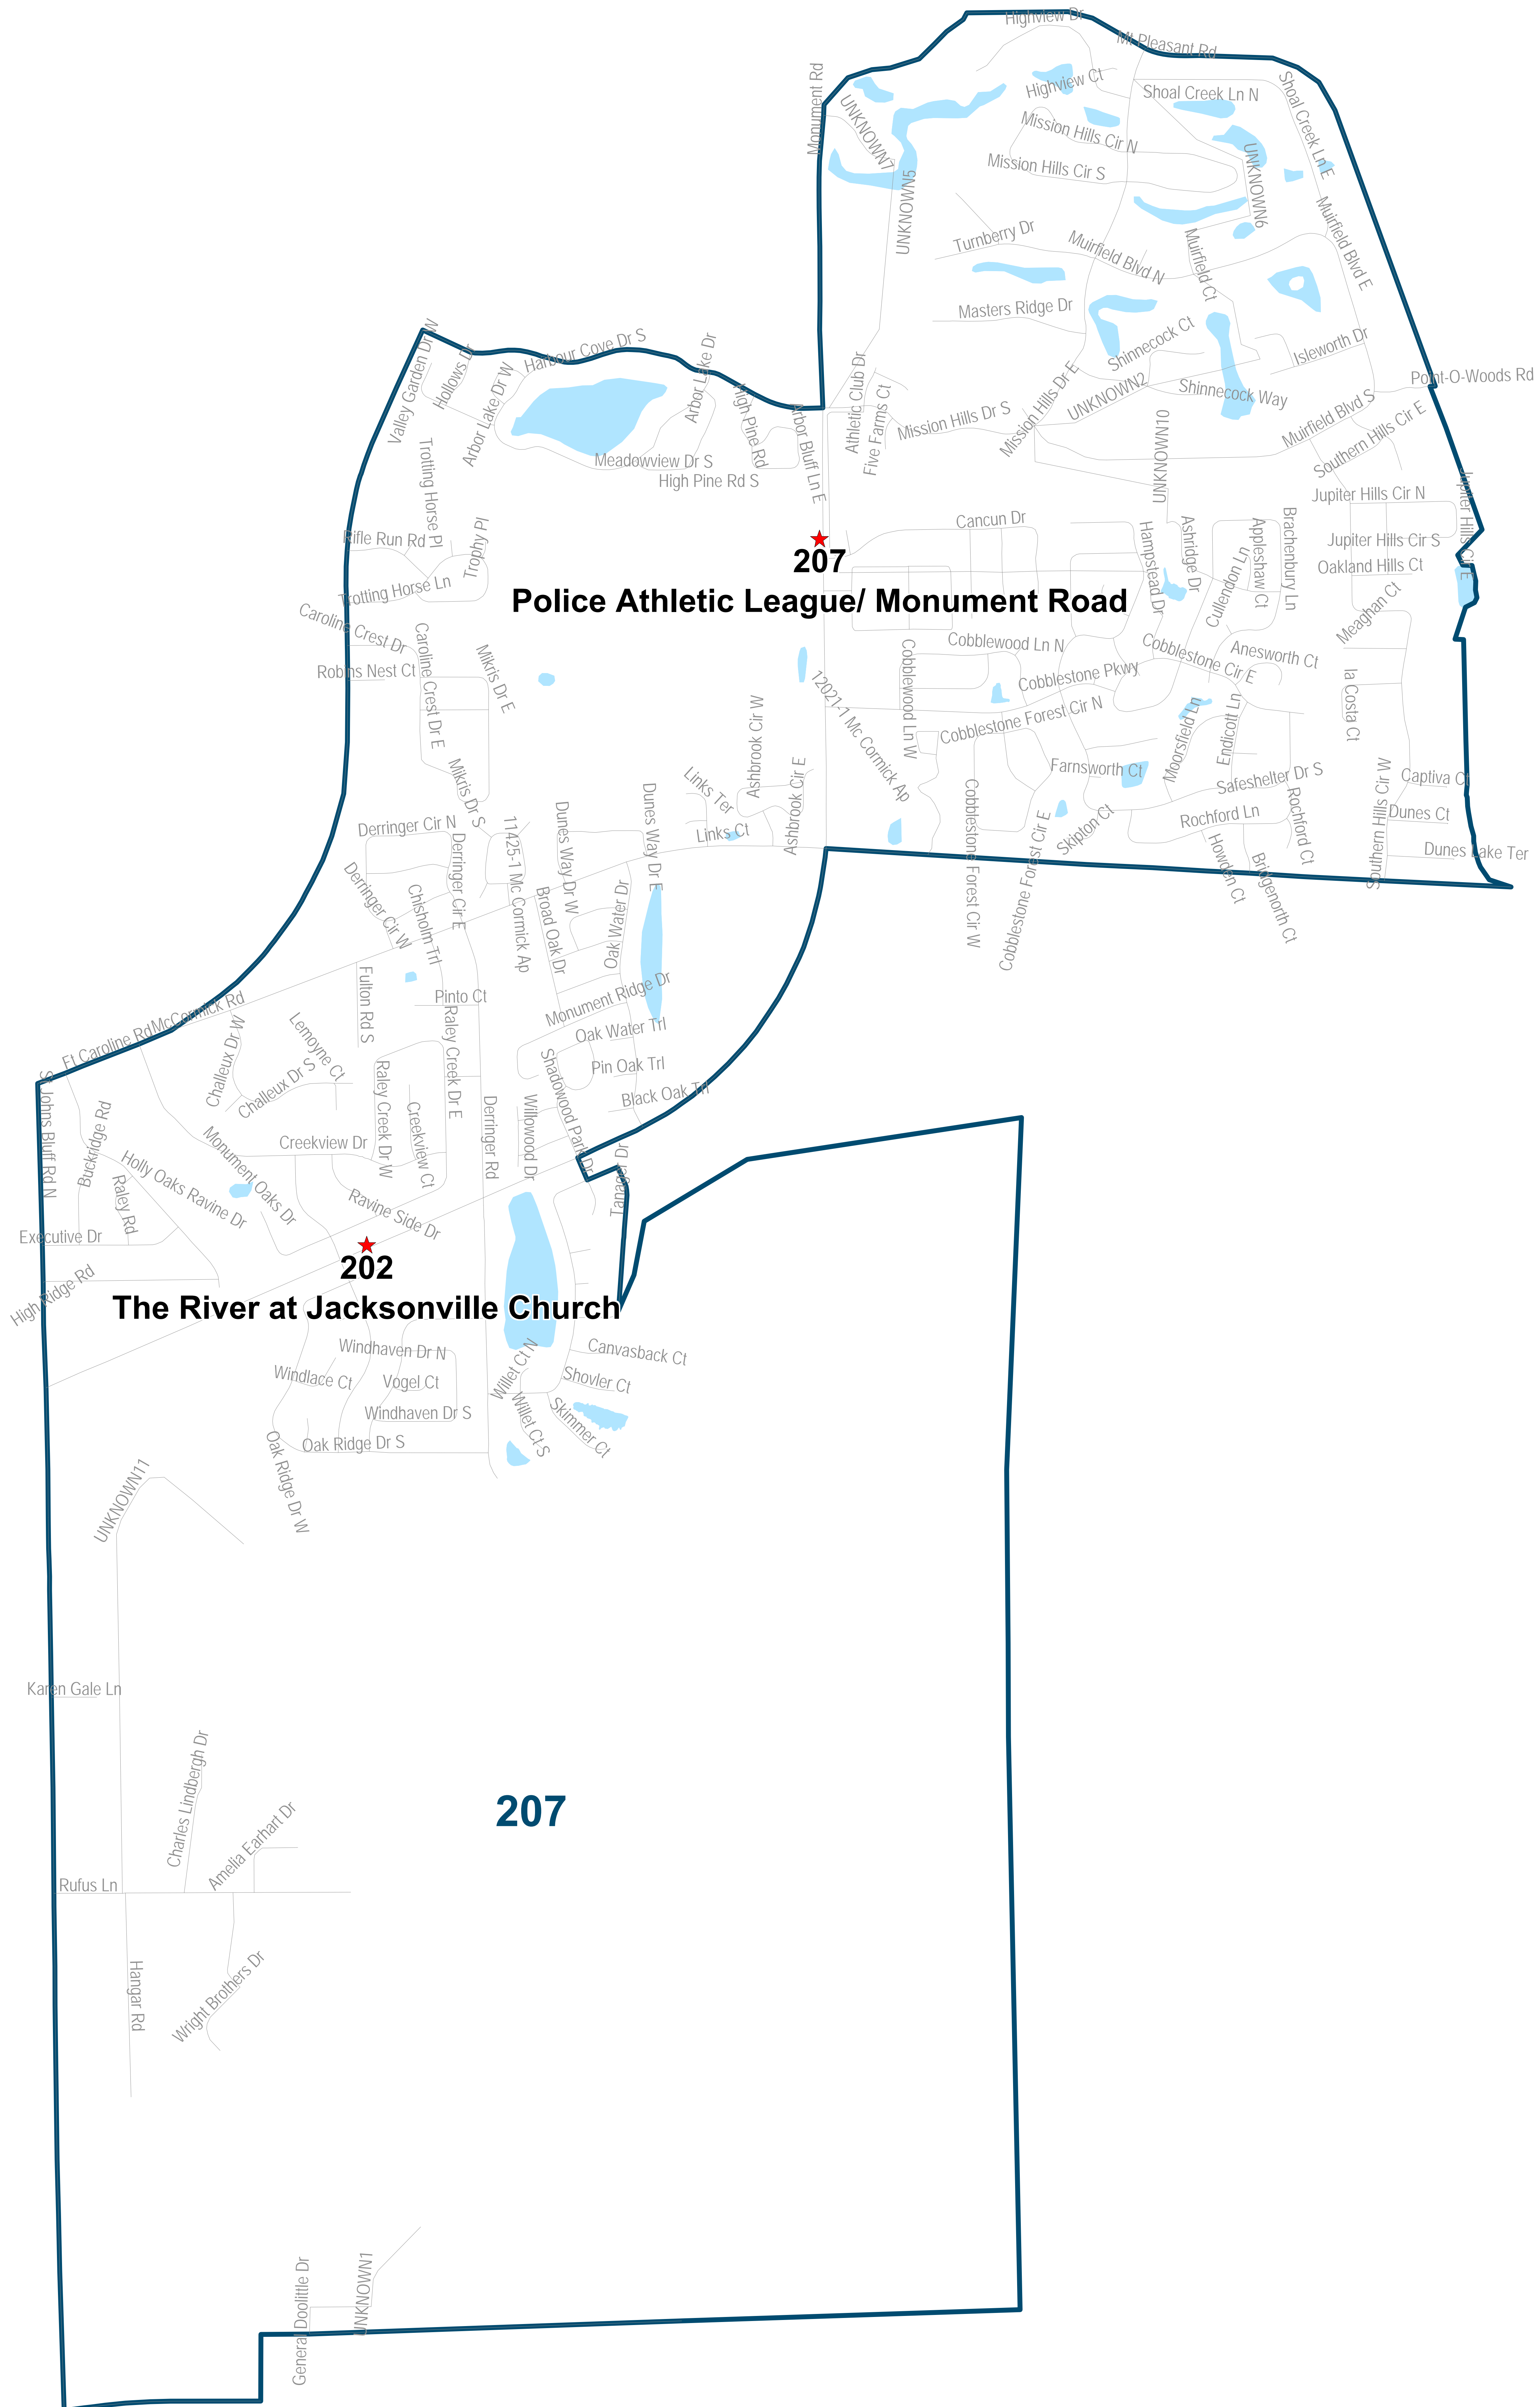 Highview Dr
Mt Pleasant Rd
Monument Rd
UNKNOWN7
Highview Ct
Shoal Creek Ln N
Shoal Creek Ln E
Mission Hills Cir N
Mission Hills Cir S
UNKNOWN5
UNKNOWN6
Turnberry Dr
Muirfield Blvd N
Muirfield Ct
Muirfield Blvd E
Masters Ridge Dr
Shinnecock Ct
Isleworth Dr
Valley Garden Dr W
Hollows Dr
Harbour Cove Dr S
Arbor Lake Dr
Arbor Lake Dr W
High Pine Rd
Arbor Bluff Ln E
Athletic Club Dr
Five Farms Ct
Mission Hills Dr S
Mission Hills Dr E
UNKNOWN2
Shinnecock Way
Point-O-Woods Rd
Muirfield Blvd S
Southern Hills Cir E
Trotting Horse Pl
Meadowview Dr S
High Pine Rd S
UNKNOWN10
Jupiter Hills Cir N
Jupiter Hills Cir E
Rifle Run Rd
Trophy Pl
Cancun Dr
Hampstead Dr
Ashridge Dr
Cullendon Ln
Appleshaw Ct
Brachenbury Ln
Jupiter Hills Cir S
Oakland Hills Ct
207
Police Athletic League/ Monument Road
Trotting Horse Ln
Caroline Crest Dr
Robins Nest Ct
Caroline Crest Dr E
Mikris Dr E
Meaghan Ct
Cobblewood Ln N
Cobblewood Ln W
Cobblestone Pkwy
Cobblestone Cir E
Anesworth Ct
la Costa Ct
12021-1 Mc Cormick Ap
Cobblestone Forest Cir N
Moorsfield Ln
Endicott Ln
Ashbrook Cir W
Ashbrook Cir E
Farnsworth Ct
Safeshelter Dr S
Captiva Ct
Southern Hills Cir W
Mikris Dr S
Links Ter
Links Ct
Dunes Way Dr W
Dunes Way Dr E
Cobblestone Forest Cir W
Cobblestone Forest Cir E
Skipton Ct
Rochford Ln
Rochford Ct
Dunes Ct
Dunes Lake Ter
Howden Ct
Bridgenorth Ct
Derringer Cir N
Derringer Cir W
Derringer Cir E
11425-1 Mc Cormick Ap
Chisholm Trl
Broad Oak Dr
Oak Water Dr
Fulton Rd S
Pinto Ct
Monument Ridge Dr
McCormick Rd
Ft Caroline Rd
Challeux Dr W
Lemoyne Ct
Challeux Dr S
Raley Creek Dr E
Raley Creek Dr W
Oak Water Trl
Pin Oak Trl
Black Oak Trl
Shadowood Park Dr
St Johns Bluff Rd N
Buckridge Rd
Raley Rd
Holly Oaks Ravine Dr
Monument Oaks Dr
Creekview Dr
Creekview Ct
Derringer Rd
Willowood Dr
Tanager Dr
Ravine Side Dr
Executive Dr
High Ridge Rd
202
The River at Jacksonville Church
Windhaven Dr N
Windlace Ct
Vogel Ct
Windhaven Dr S
Oak Ridge Dr S
Oak Ridge Dr W
Willet Ct N
Willet Ct S
Canvasback Ct
Shovler Ct
Skimmer Ct
UNKNOWN11
Karen Gale Ln
Charles Lindbergh Dr
Amelia Earhart Dr
207
Rufus Ln
Hangar Rd
Wright Brothers Dr
General Doolittle Dr
UNKNOWN1